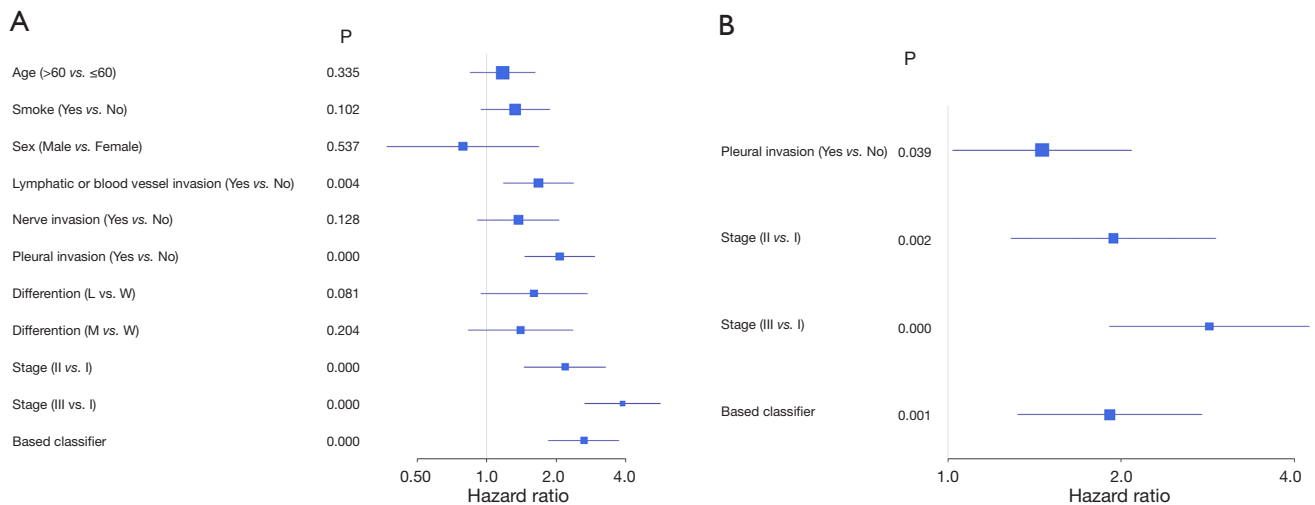 A
P
Age (>60 vs. ≤60) 0.335
Smoke (Yes vs. No) 0.102
Sex (Male vs. Female) 0.537
Lymphatic or blood vessel invasion (Yes vs. No) 0.004
Nerve invasion (Yes vs. No) 0.128
Pleural invasion (Yes vs. No) 0.000
Differention (L vs. W) 0.081
Differention (M vs. W) 0.204
Stage (II vs. I) 0.000
Stage (III vs. I) 0.000
Based classifier 0.000
0.50 1.0 2.0 4.0
Hazard ratio
B
P
Pleural invasion (Yes vs. No) 0.039
Stage (II vs. I) 0.002
Stage (III vs. I) 0.000
Based classifier 0.001
1.0 2.0 4.0
Hazard ratio